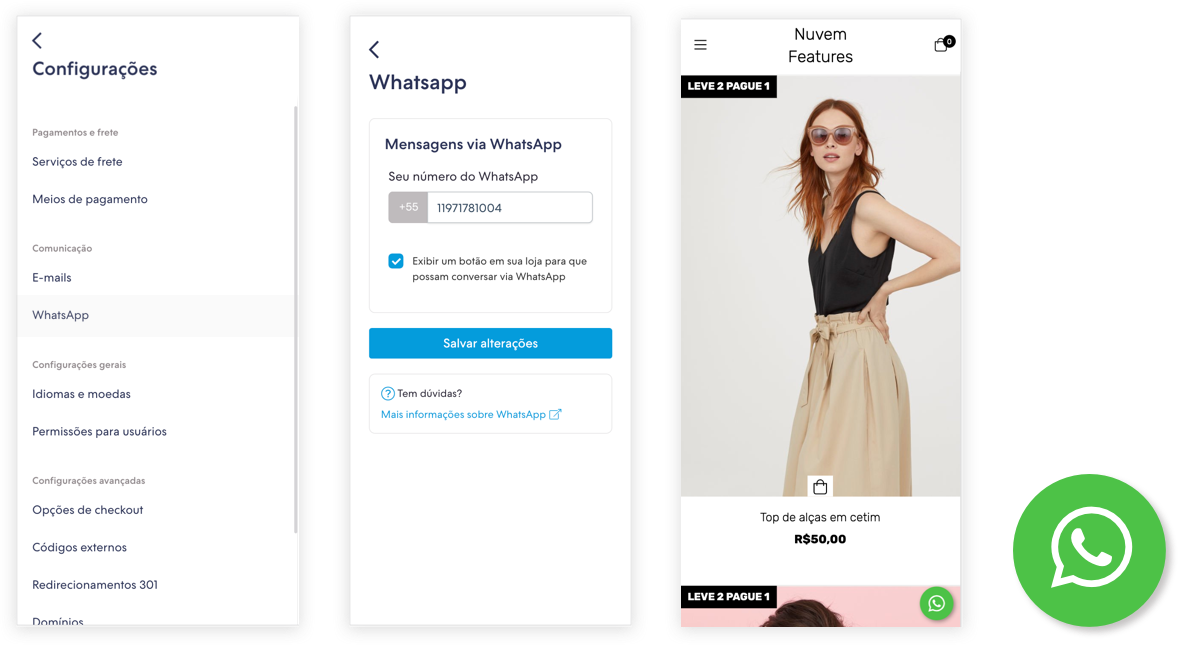 Configurações
Pagamentos e frete
Serviços de frete
Meios de pagamento
Comunicação
E-mails
WhatsApp
Configurações gerais
Idiomas e moedas
Permissões para usuários
Configurações avançadas
Opções de checkout
Códigos externos
Redirecionamentos 301
Domínios
Whatsapp
Mensagens via WhatsApp
Seu número do WhatsApp
+55 11971781004
Exibir um botão em sua loja para que
possam conversar via WhatsApp
Salvar alterações
? Tem dúvidas?
Mais informações sobre WhatsApp
Nuvem
Features
0
LEVE 2 PAGUE 1
Top de alças em cetim
R$50,00
LEVE 2 PAGUE 1